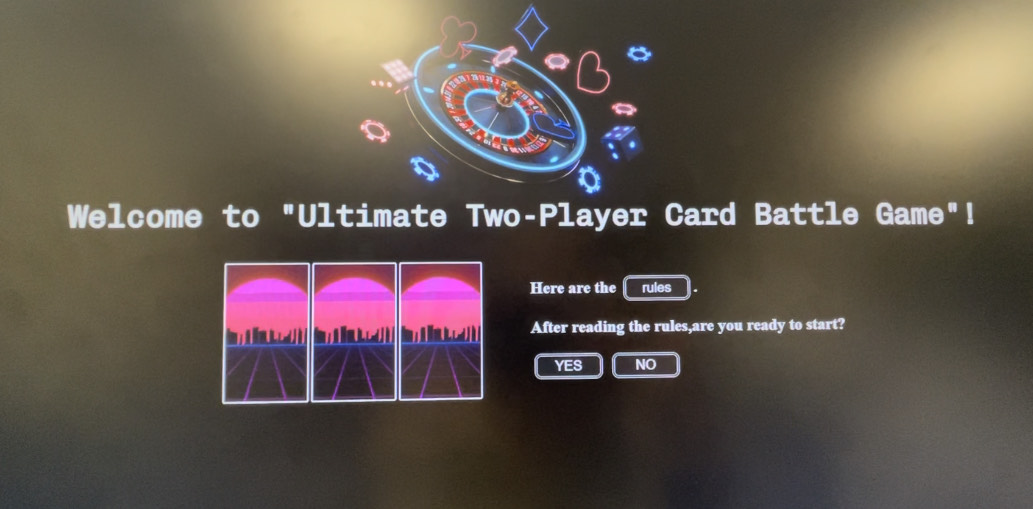 Welcome to "Ultimate Two-Player Card Battle Game"!
Here are the rules .
After reading the rules,are you ready to start?
YES NO